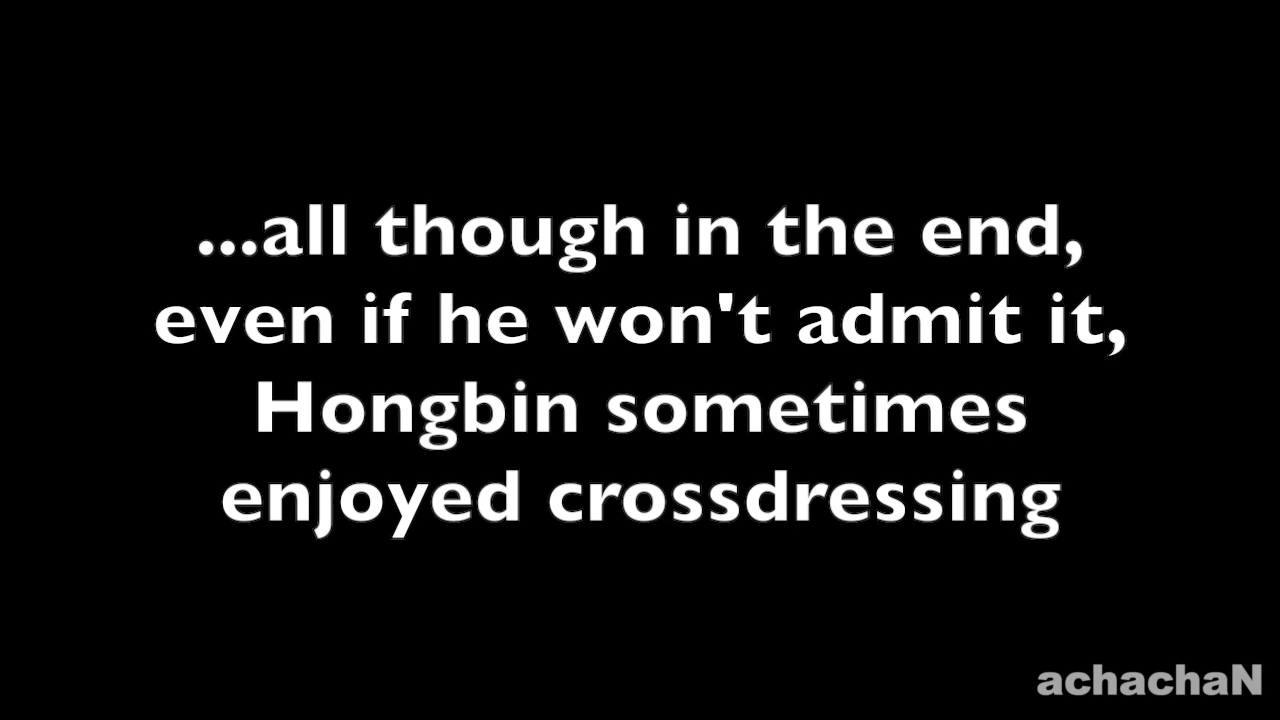 ...all though in the end,
even if he won't admit it,
Hongbin sometimes
enjoyed crossdressing
achachaN